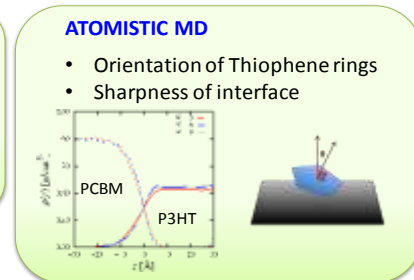 ATOMISTIC MD
• Orientation of Thiophene rings
• Sharpness of interface
PCBM
P3HT
z [Å]